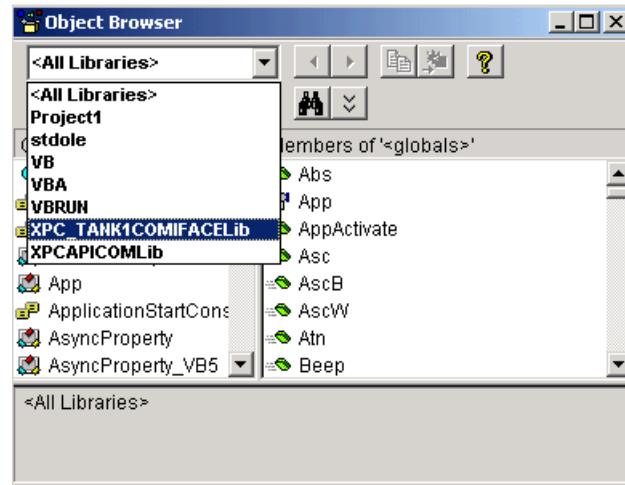 Object Browser
<All Libraries>
<All Libraries>
Project1
stdole
VB
VBA
VBRUN
XPC_TANK1COMIFACELib
XPCAPICOMLib
App
ApplicationStartCons
AsyncProperty
AsyncProperty_VB5
embers of '<globals>'
Abs
App
AppActivate
Asc
AscB
AscW
Atn
Beep
<All Libraries>